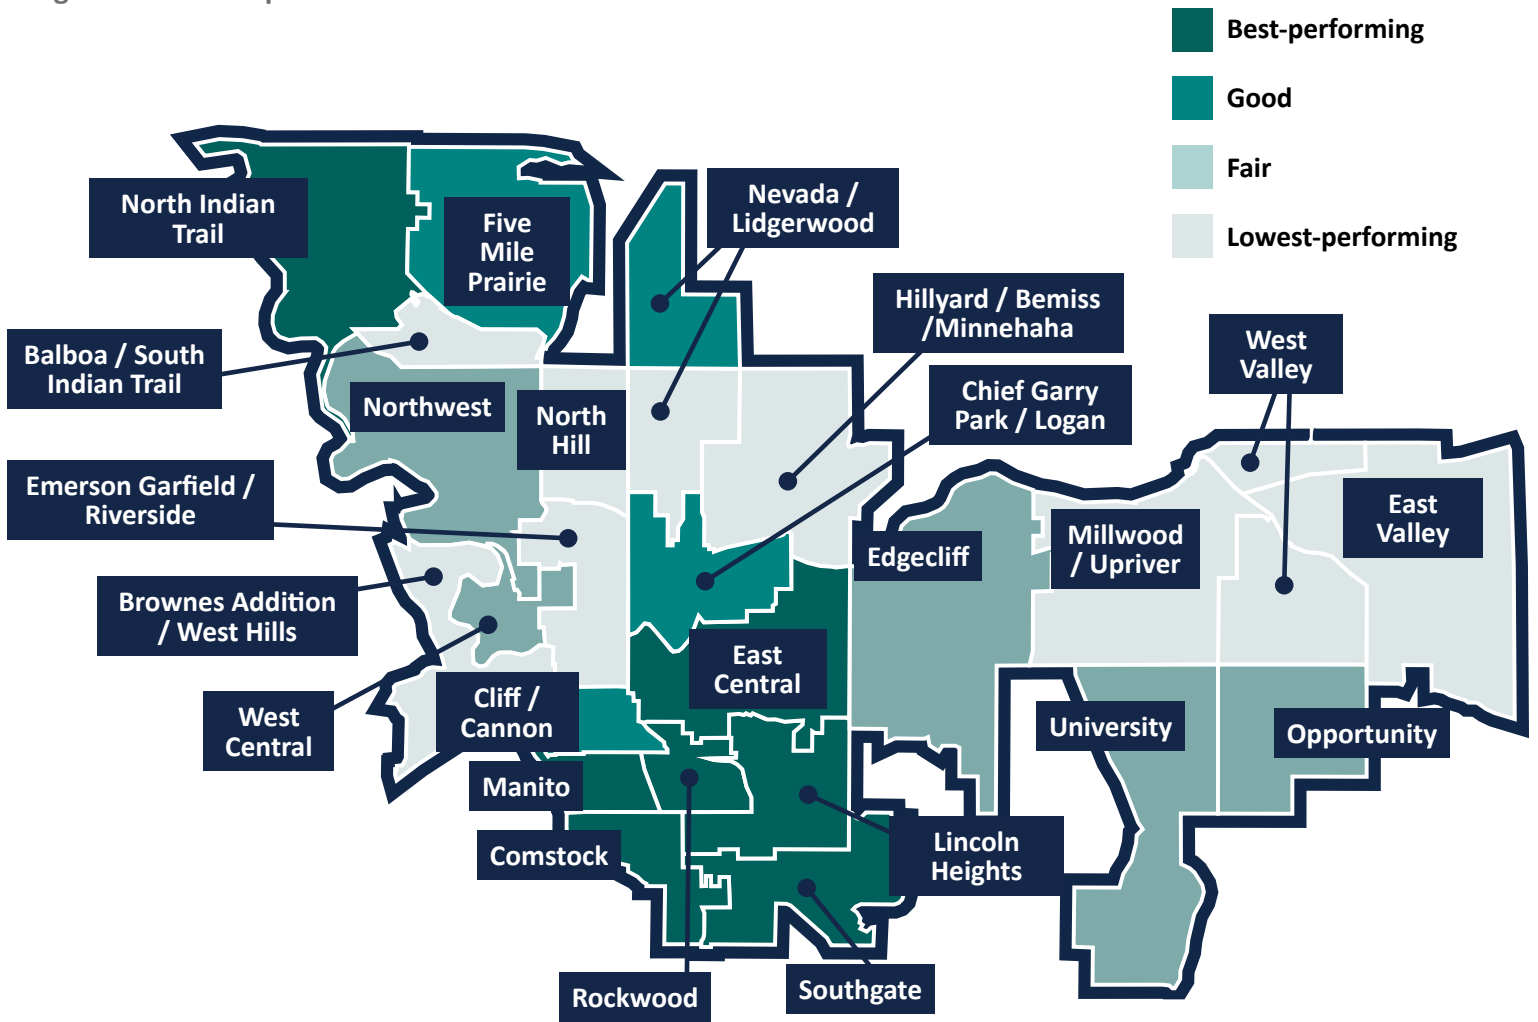 Best-performing
Good
Fair
Lowest-performing
North Indian
Trail
Five
Mile
Prairie
Nevada /
Lidgerwood
Hillyard / Bemiss
/Minnehaha
West
Valley
Balboa / South
Indian Trail
Northwest
North
Hill
Chief Garry
Park / Logan
Emerson Garfield /
Riverside
East
Valley
Edgecliff
Millwood
/ Upriver
Brownes Addition
/ West Hills
East
Central
West
Central
Cliff /
Cannon
University
Opportunity
Manito
Comstock
Lincoln
Heights
Rockwood
Southgate